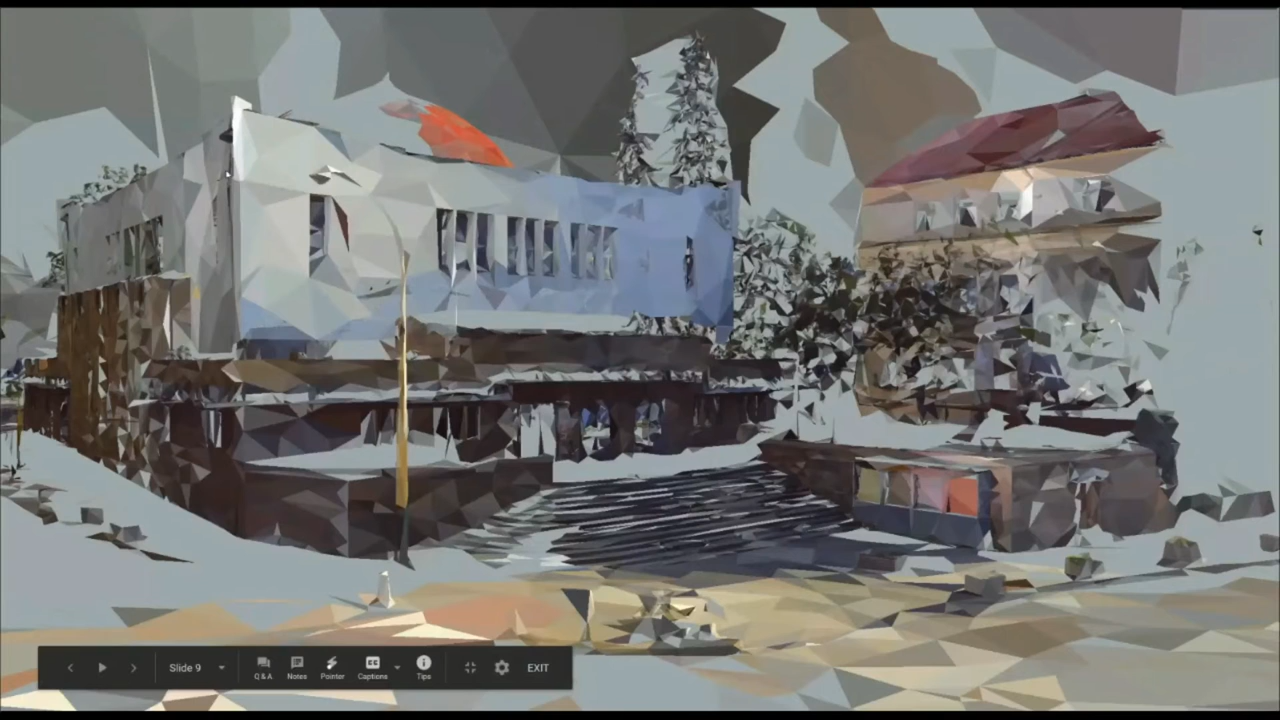 Slide 9
Q & A
Notes
Pointer
Captions
Tips
EXIT